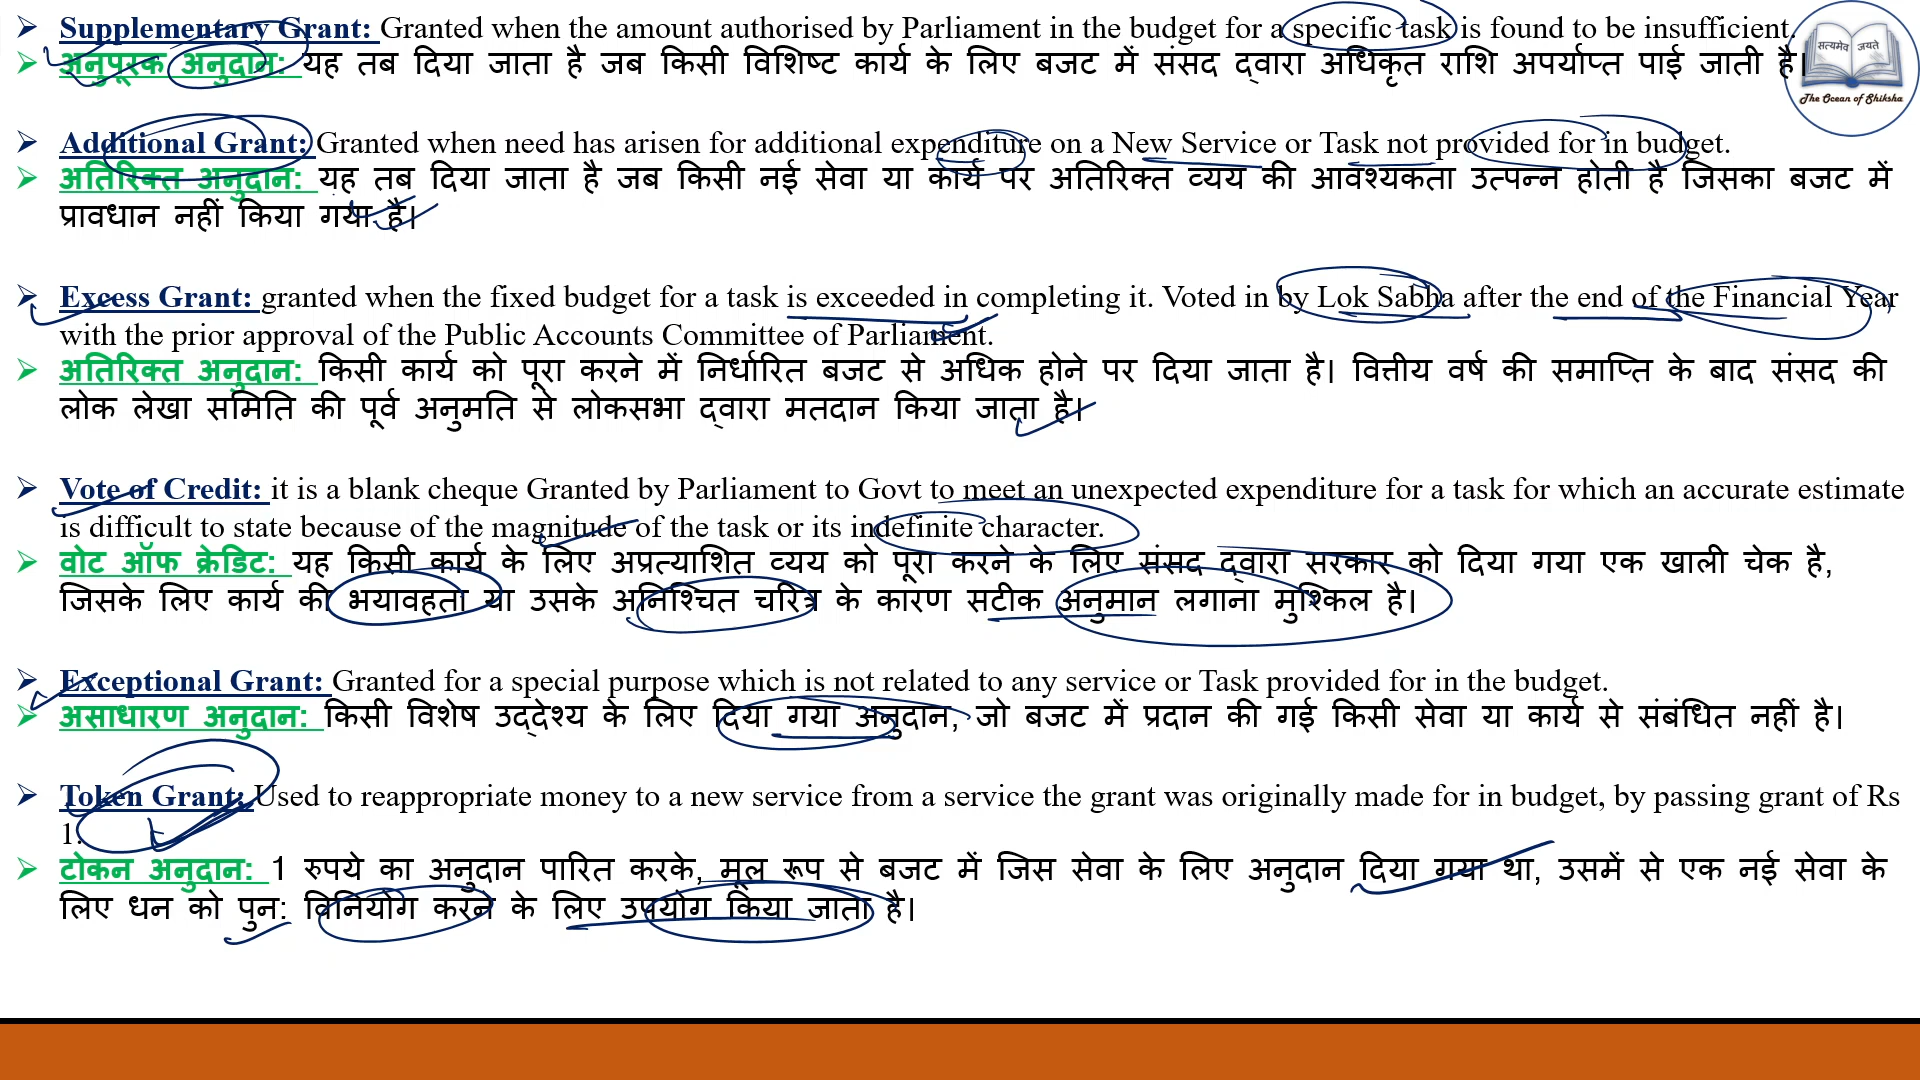 Supplementary Grant: Granted when the amount authorised by Parliament in the budget for a specific task is found to be insufficient.
अनुपूरक अनुदान: यह तब दिया जाता है जब किसी विशिष्ट कार्य के लिए बजट में संसद द्वारा अधिकृत राशि अपर्याप्त पाई जाती है।
सत्यमेव जयते
The Ocean of Shiksha
Additional Grant: Granted when need has arisen for additional expenditure on a New Service or Task not provided for in budget.
अतिरिक्त अनुदान: यह तब दिया जाता है जब किसी नई सेवा या कार्य पर अतिरिक्त व्यय की आवश्यकता उत्पन्न होती है जिसका बजट में
प्रावधान नहीं किया गया है।
Excess Grant: granted when the fixed budget for a task is exceeded in completing it. Voted in by Lok Sabha after the end of the Financial Year
with the prior approval of the Public Accounts Committee of Parliament.
अतिरिक्त अनुदान: किसी कार्य को पूरा करने में निर्धारित बजट से अधिक होने पर दिया जाता है। वित्तीय वर्ष की समाप्ति के बाद संसद की
लोक लेखा समिति की पूर्व अनुमति से लोकसभा द्वारा मतदान किया जाता है।
Vote of Credit: it is a blank cheque Granted by Parliament to Govt to meet an unexpected expenditure for a task for which an accurate estimate
is difficult to state because of the magnitude of the task or its indefinite character.
वोट ऑफ क्रेडिट: यह किसी कार्य के लिए अप्रत्याशित व्यय को पूरा करने के लिए संसद द्वारा सरकार को दिया गया एक खाली चेक है,
जिसके लिए कार्य की भयावहता या उसके अनिश्चित चरित्र के कारण सटीक अनुमान लगाना मुश्किल है।
Exceptional Grant: Granted for a special purpose which is not related to any service or Task provided for in the budget.
असाधारण अनुदान: किसी विशेष उद्देश्य के लिए दिया गया अनुदान, जो बजट में प्रदान की गई किसी सेवा या कार्य से संबंधित नहीं है।
Token Grant: Used to reappropriate money to a new service from a service the grant was originally made for in budget, by passing grant of Rs
1.
टोकन अनुदान: 1 रुपये का अनुदान पारित करके, मूल रूप से बजट में जिस सेवा के लिए अनुदान दिया गया था, उसमें से एक नई सेवा के
लिए धन को पुन: विनियोग करने के लिए उपयोग किया जाता है।